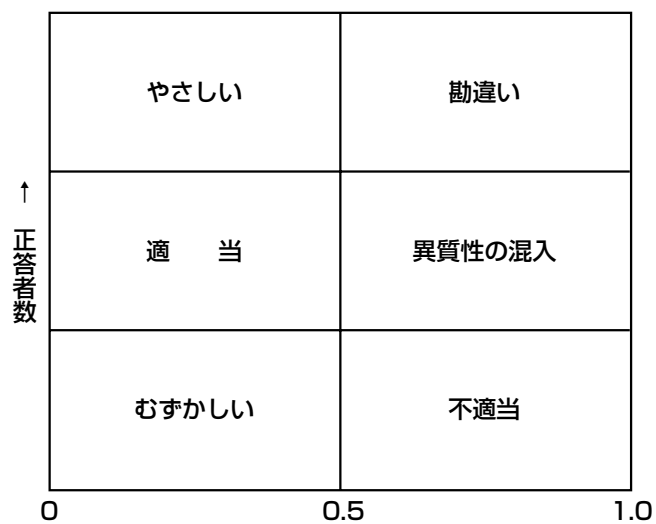 やさしい
勘違い
↑ 正答者数
適　　当
異質性の混入
むずかしい
不適当
0
0.5
1.0